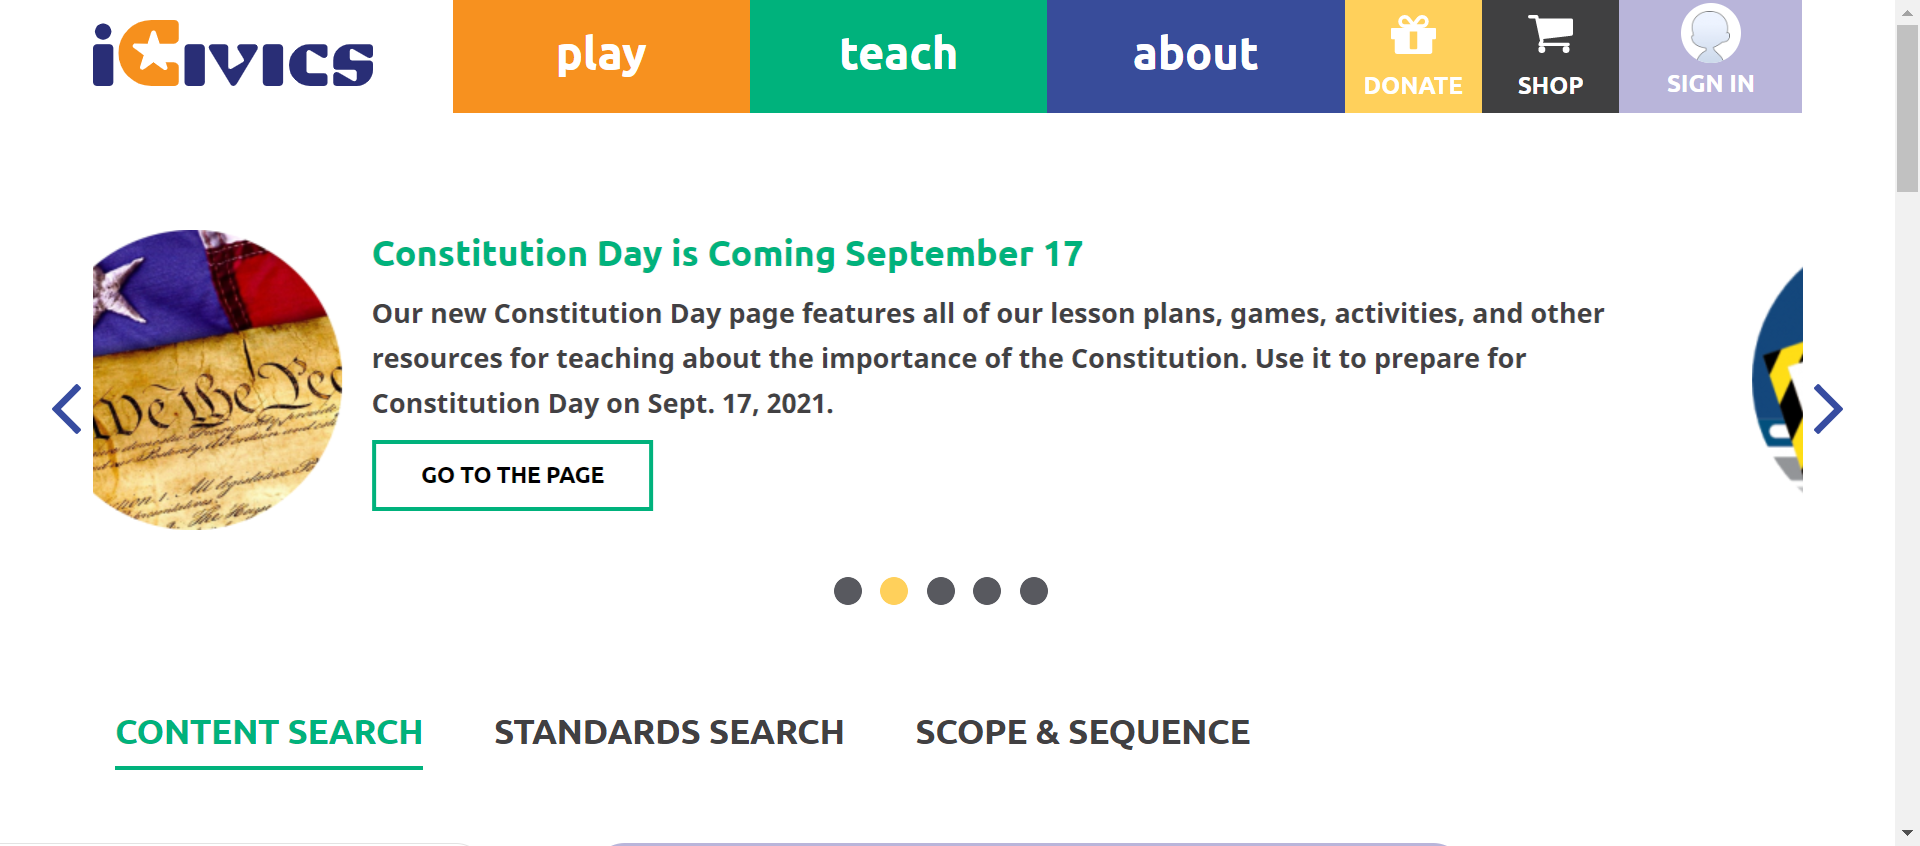 iCivics
play
teach
about
DONATE
SHOP
SIGN IN
Constitution Day is Coming September 17
Our new Constitution Day page features all of our lesson plans, games, activities, and other
resources for teaching about the importance of the Constitution. Use it to prepare for
Constitution Day on Sept. 17, 2021.
We the Peo
GO TO THE PAGE
CONTENT SEARCH
STANDARDS SEARCH
SCOPE & SEQUENCE